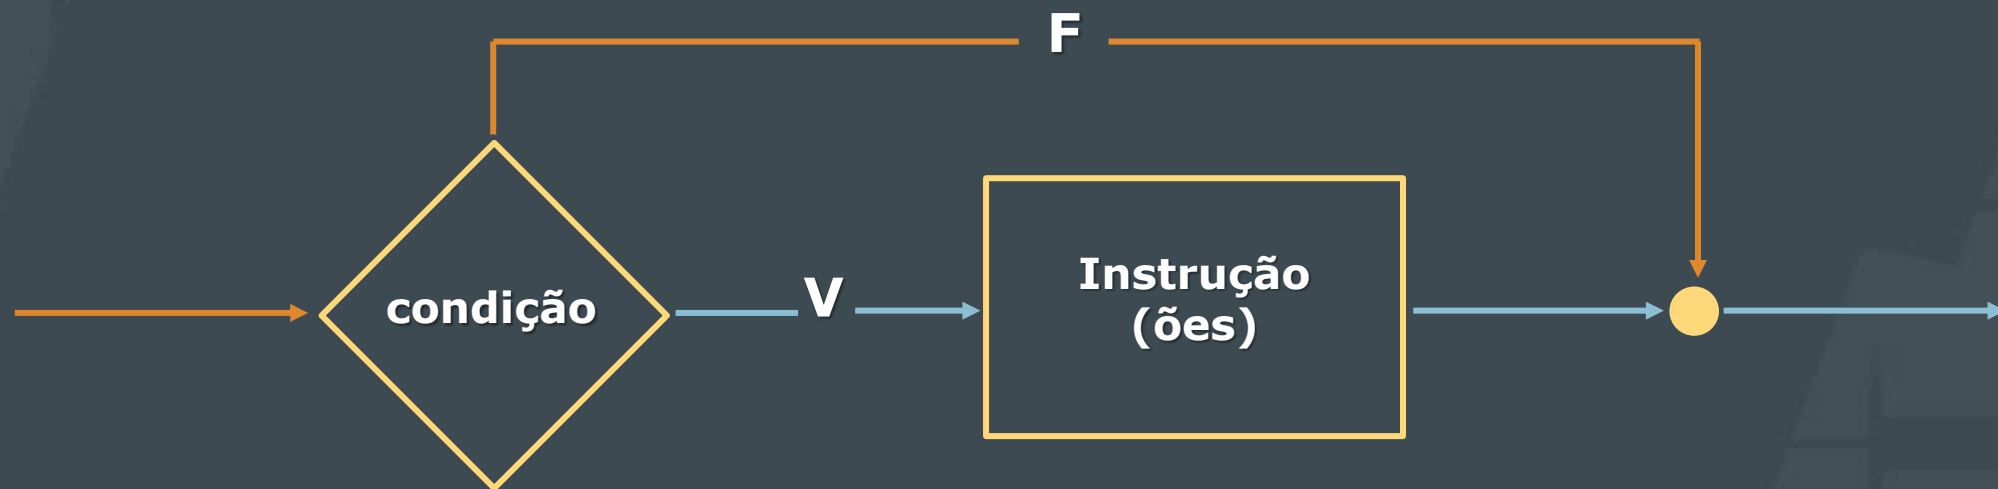 F
condição
V
Instrução
(ões)